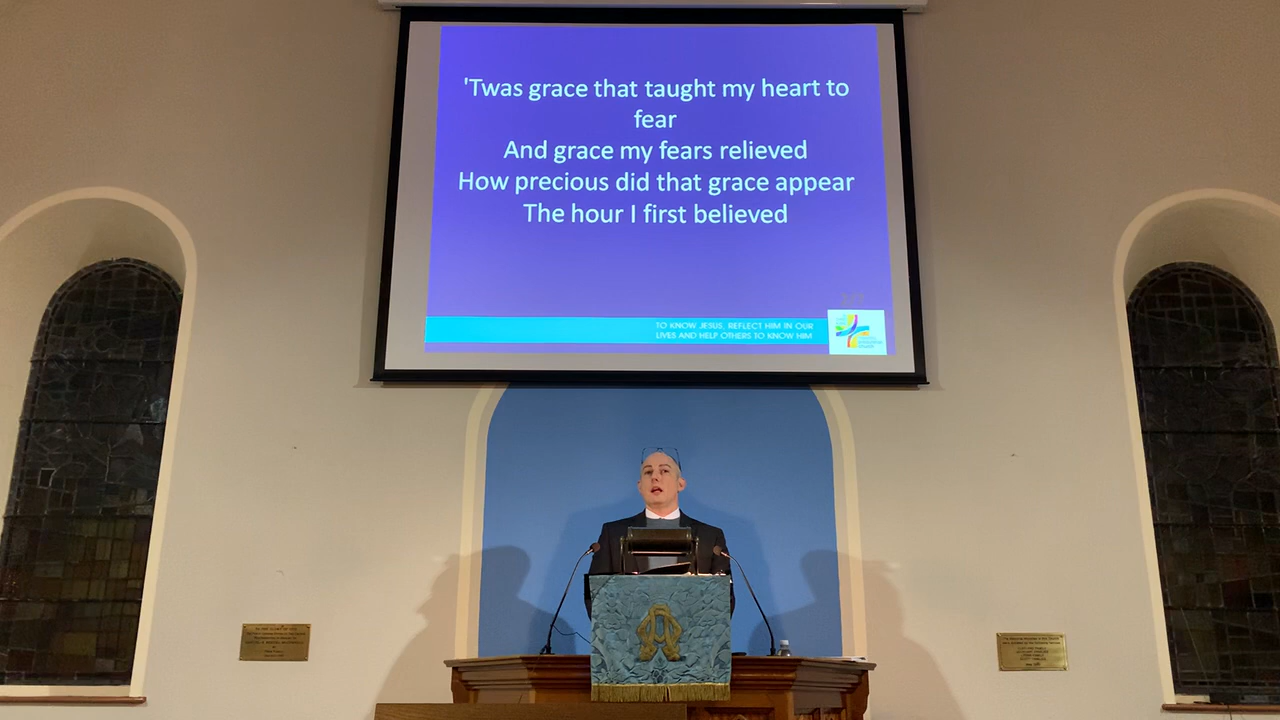 'Twas grace that taught my heart to
fear
And grace my fears relieved
How precious did that grace appear
The hour I first believed
TO KNOW JESUS, REFLECT HIM IN OUR
LIVES AND HELP OTHERS TO KNOW HIM